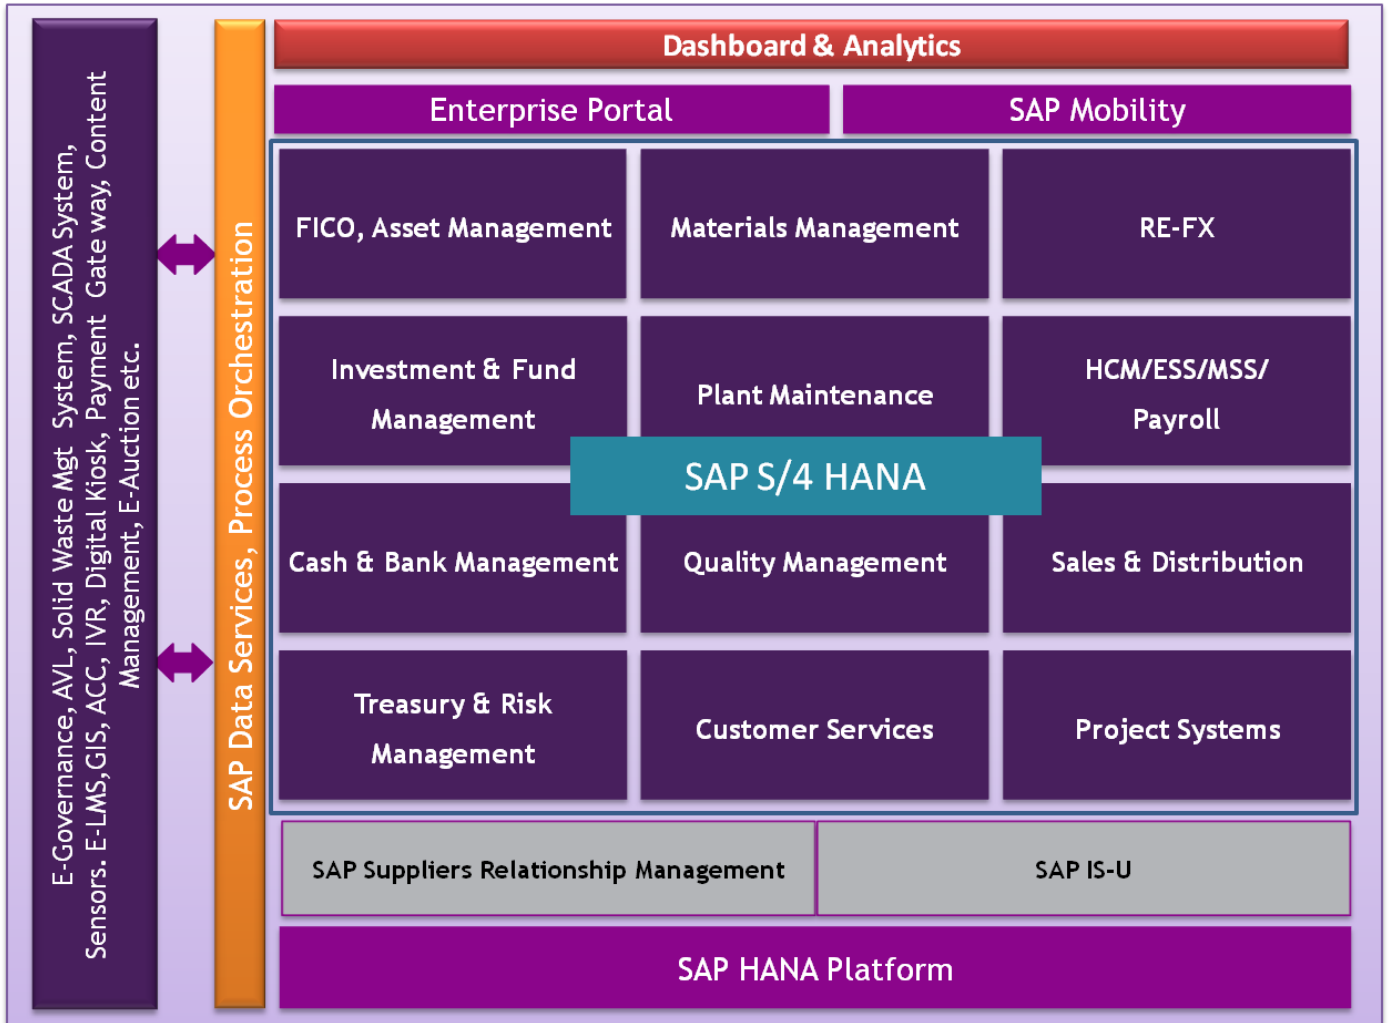 E-Governance, AVL, Solid Waste Mgt System, SCADA System,
Sensors. E-LMS,GIS, ACC, IVR, Digital Kiosk, Payment Gate way, Content
Management, E-Auction etc.
SAP Data Services, Process Orchestration
Dashboard & Analytics
Enterprise Portal
SAP Mobility
FICO, Asset Management
Materials Management
RE-FX
Investment & Fund
Management
Plant Maintenance
HCM/ESS/MSS/
Payroll
SAP S/4 HANA
Cash & Bank Management
Quality Management
Sales & Distribution
Treasury & Risk
Management
Customer Services
Project Systems
SAP Suppliers Relationship Management
SAP IS-U
SAP HANA Platform